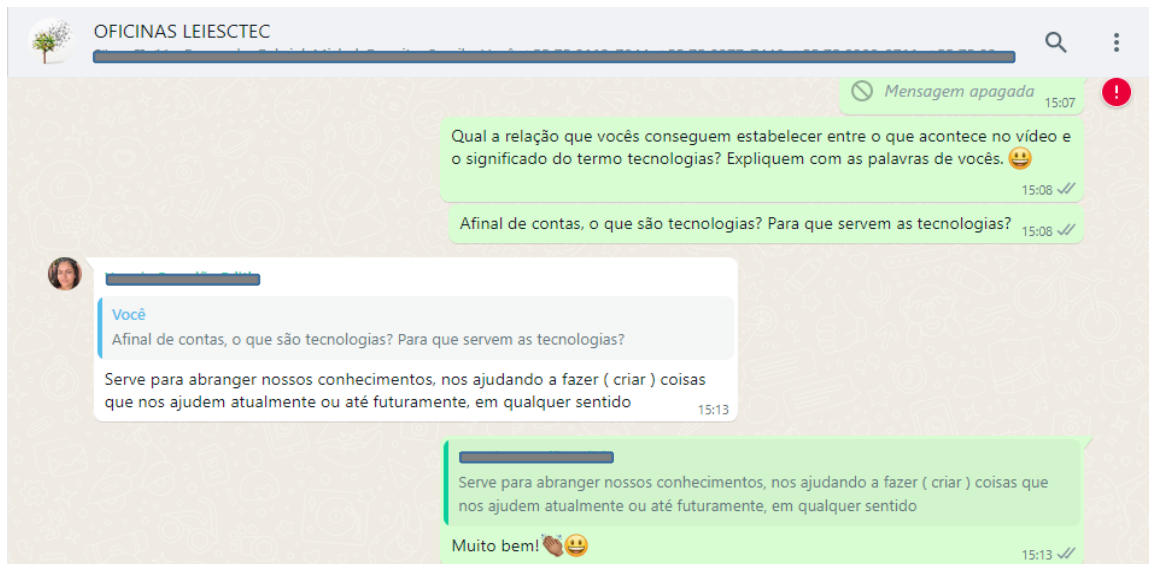 OFICINAS LEIESCTEC
Mensagem apagada 15:07
Qual a relação que vocês conseguem estabelecer entre o que acontece no vídeo e
o significado do termo tecnologias? Expliquem com as palavras de vocês. 😀
15:08
Afinal de contas, o que são tecnologias? Para que servem as tecnologias? 15:08
Você
Afinal de contas, o que são tecnologias? Para que servem as tecnologias?
Serve para abranger nossos conhecimentos, nos ajudando a fazer ( criar ) coisas
que nos ajudem atualmente ou até futuramente, em qualquer sentido 15:13
Serve para abranger nossos conhecimentos, nos ajudando a fazer ( criar ) coisas que
nos ajudem atualmente ou até futuramente, em qualquer sentido
Muito bem!👏🏽😀 15:13